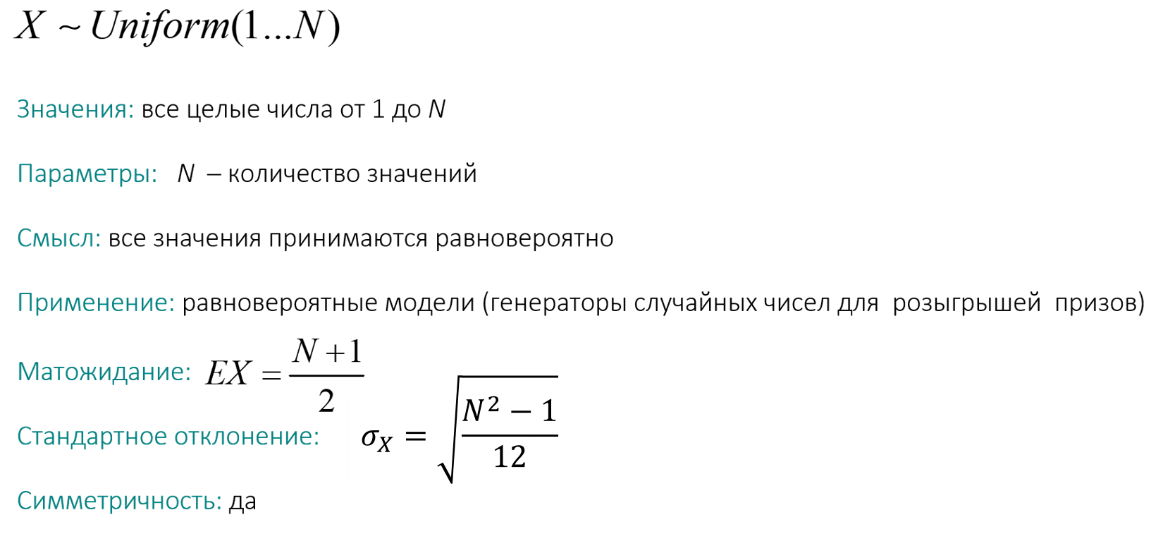 X ~ Uniform(1...N)
Значения: все целые числа от 1 до N
Параметры: N – количество значений
Смысл: все значения принимаются равновероятно
Применение: равновероятные модели (генераторы случайных чисел для розыгрышей призов)
Матожидание: EX = (N + 1) / 2
Стандартное отклонение: σ_X = √((N² − 1) / 12)
Симметричность: да